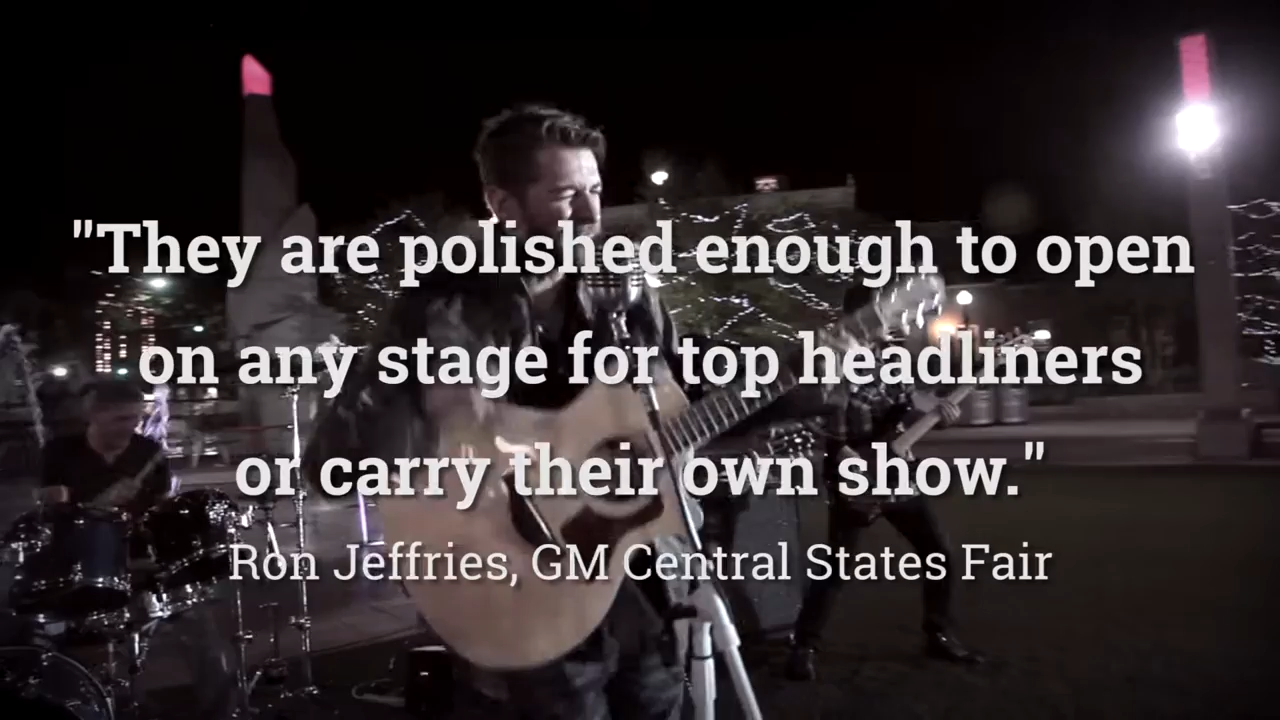 "They are polished enough to open
on any stage for top headliners
or carry their own show."
Ron Jeffries, GM Central States Fair